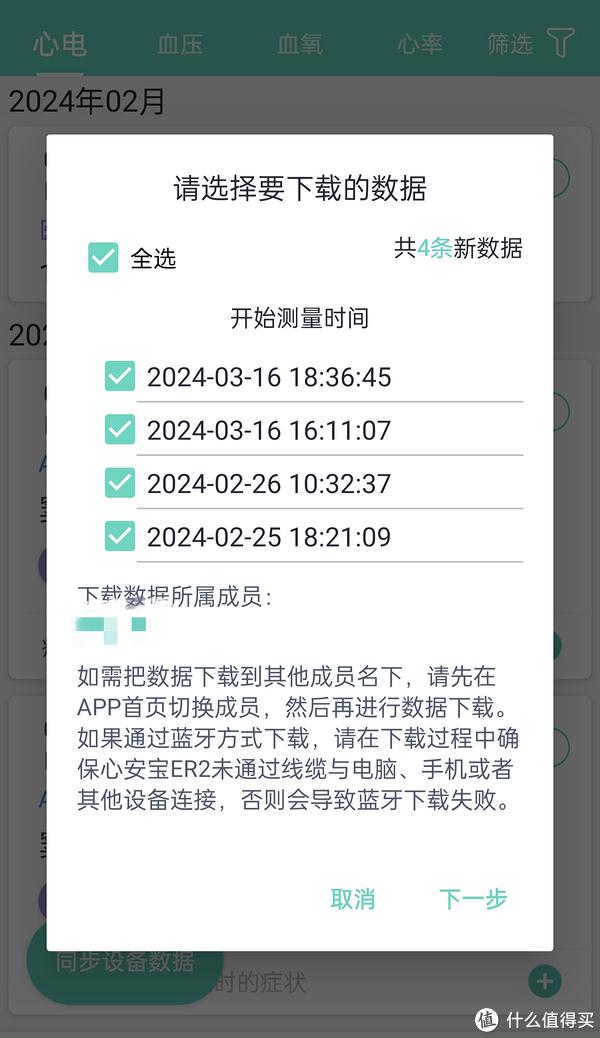 心电
血压
血氧
心率
筛选
2024年02月
请选择要下载的数据
全选
共4条新数据
开始测量时间
2024-03-16 18:36:45
2024-03-16 16:11:07
2024-02-26 10:32:37
2024-02-25 18:21:09
下载数据所属成员:
如需把数据下载到其他成员名下，请先在
APP首页切换成员，然后再进行数据下载。
如果通过蓝牙方式下载，请在下载过程中确
保心安宝ER2未通过线缆与电脑、手机或者
其他设备连接，否则会导致蓝牙下载失败。
取消
下一步
同步设备数据
时的症状
值 什么值得买